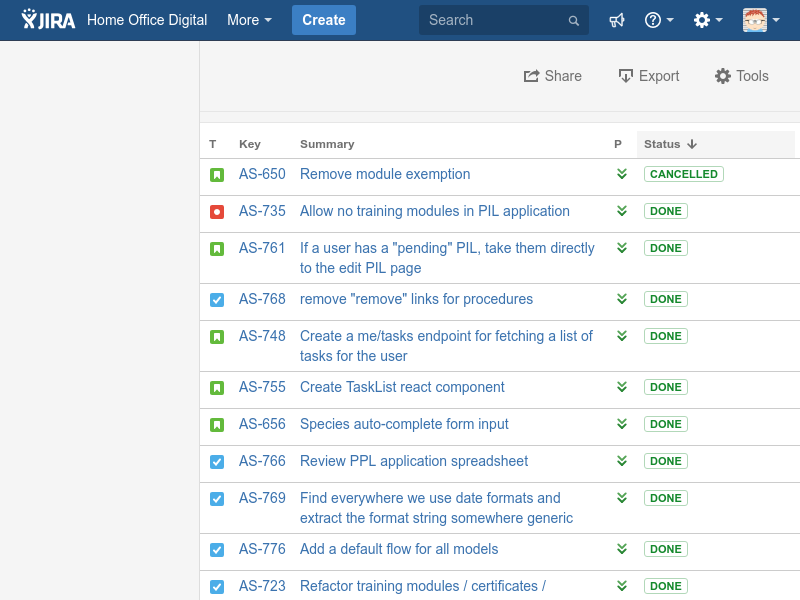 JIRA Home Office Digital More Create Search
Share Export Tools
T Key Summary P Status
AS-650 Remove module exemption CANCELLED
AS-735 Allow no training modules in PIL application DONE
AS-761 If a user has a "pending" PIL, take them directly DONE
to the edit PIL page
AS-768 remove "remove" links for procedures DONE
AS-748 Create a me/tasks endpoint for fetching a list of DONE
tasks for the user
AS-755 Create TaskList react component DONE
AS-656 Species auto-complete form input DONE
AS-766 Review PPL application spreadsheet DONE
AS-769 Find everywhere we use date formats and DONE
extract the format string somewhere generic
AS-776 Add a default flow for all models DONE
AS-723 Refactor training modules / certificates / DONE